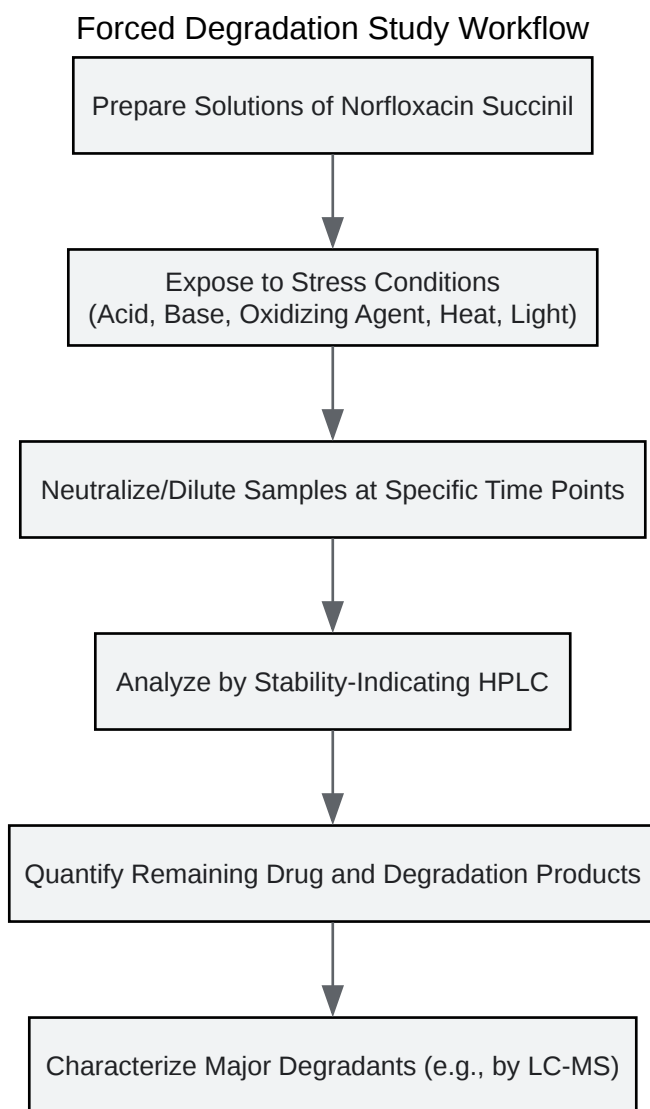 Forced Degradation Study Workflow
Prepare Solutions of Norfloxacin Succinil
Expose to Stress Conditions
(Acid, Base, Oxidizing Agent, Heat, Light)
Neutralize/Dilute Samples at Specific Time Points
Analyze by Stability-Indicating HPLC
Quantify Remaining Drug and Degradation Products
Characterize Major Degradants (e.g., by LC-MS)